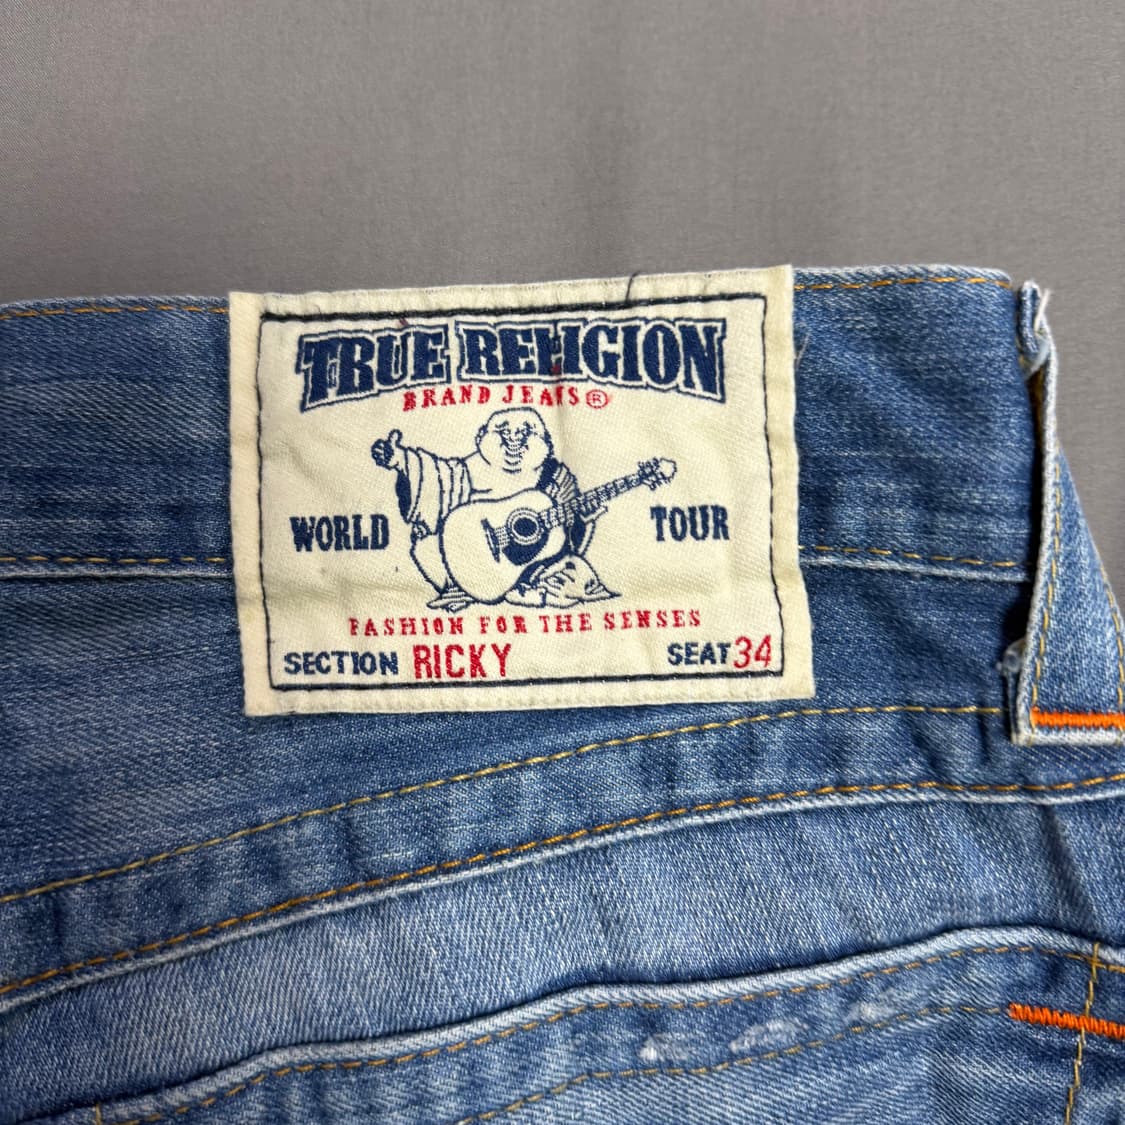 TRUE RELIGION
BRAND JEANS®
WORLD TOUR
FASHION FOR THE SENSES
SECTION RICKY SEAT 34